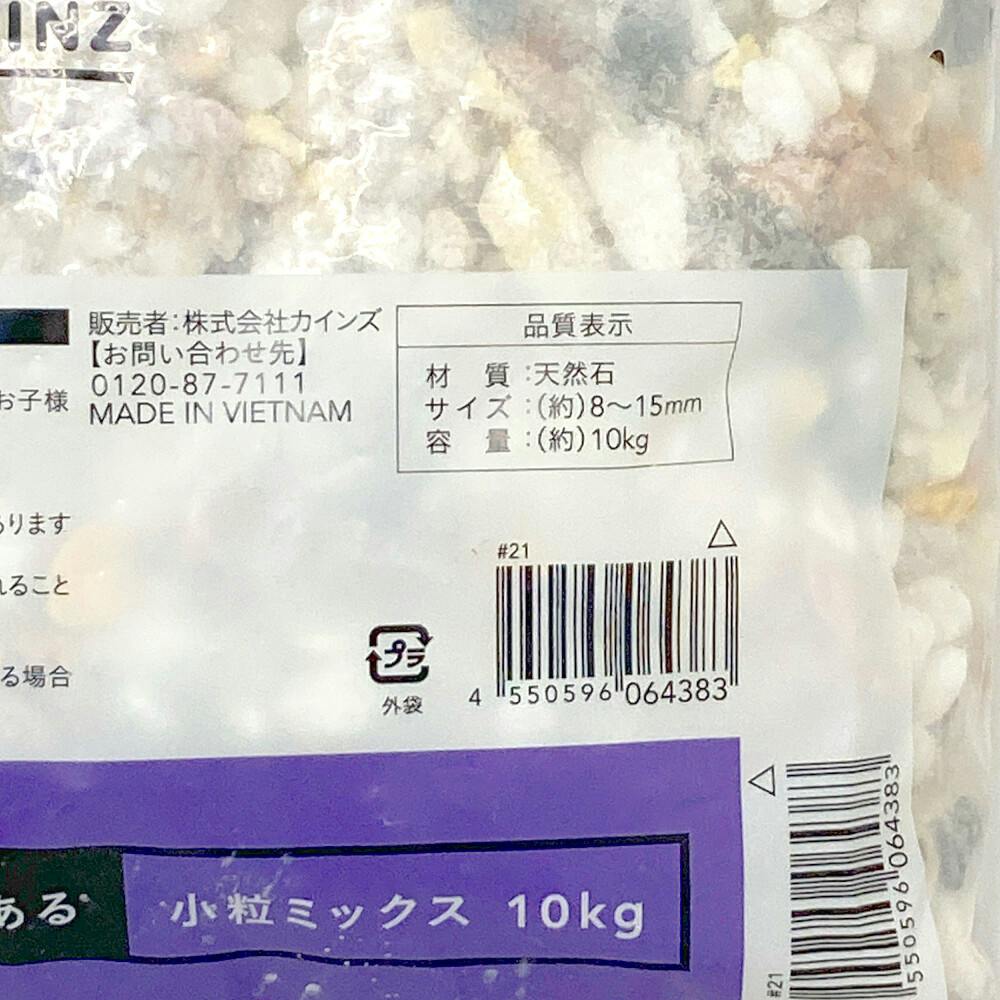 INZ
販売者:株式会社カインズ
【お問い合わせ先】
0120-87-7111
MADE IN VIETNAM
お子様
あります
れること
る場合
品質表示
材 質:天然石
サイズ:(約)8～15mm
容 量:(約)10kg
#21
4 550596 064383
プラ
外袋
ある
小粒ミックス 10kg
550596 064383
#21